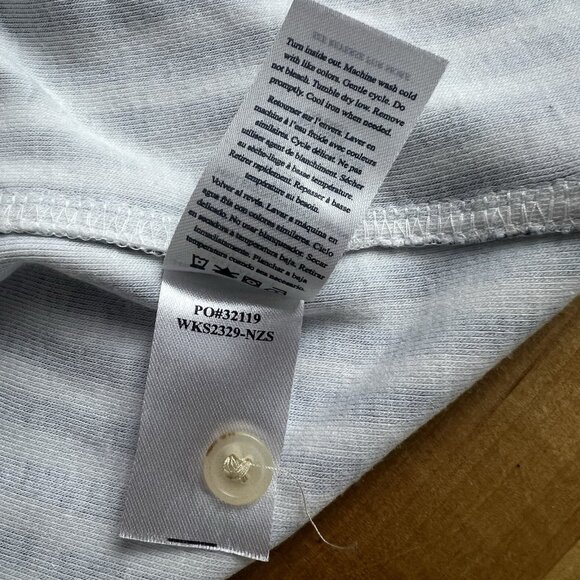 Turn inside out. Machine wash cold
with like colors. Gentle cycle. Do
not bleach. Tumble dry low. Remove
promptly. Cool iron when needed.
Retourner sur l'envers. Laver en
machine à l'eau froide avec couleurs
similaires. Cycle délicat. Ne pas
utiliser agent de blanchiment. Sécher
au sèche-linge à basse température.
Retirer rapidement. Repasser à basse
température au besoin.
Volver al revés. Lavar a máquina en
agua fría con colores similares. Ciclo
delicado. No usar bloqueador. Secar
en secadora a temperatura baja. Retirar
inmediatamente. Planchar a baja
temperatura cuando sea necesario.
PO#32119
WKS2329-NZS